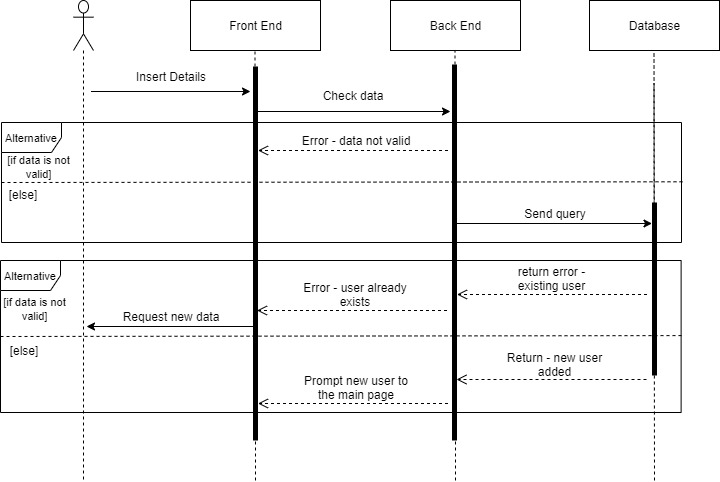 Front End
Back End
Database
Insert Details
Check data
Alternative
Error - data not valid
[if data is not
valid]
[else]
Send query
Alternative
return error -
existing user
Error - user already
exists
[if data is not
valid]
Request new data
[else]
Return - new user
added
Prompt new user to
the main page